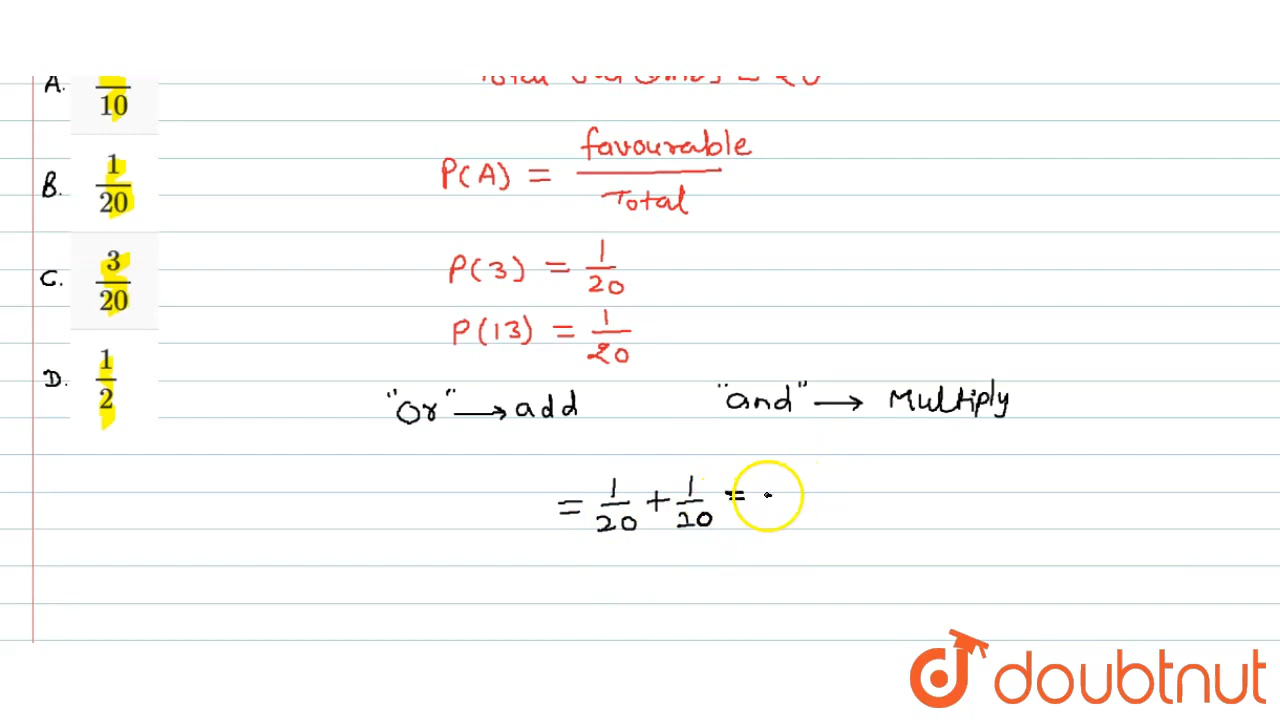 A. 10
B. 1/20
C. 3/20
D. 1/2
P(A) = favourable/Total
P(3) = 1/20
P(13) = 1/20
"Or" → add "and" → Multiply
= 1/20 + 1/20 =
doubtnut